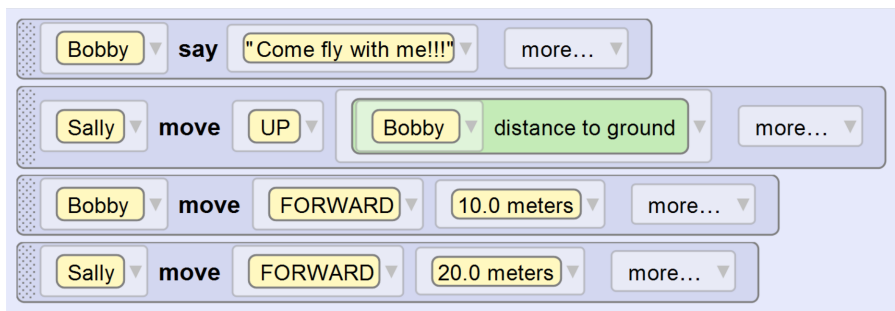 Bobby say "Come fly with me!!!" more...
Sally move UP Bobby distance to ground more...
Bobby move FORWARD 10.0 meters more...
Sally move FORWARD 20.0 meters more...